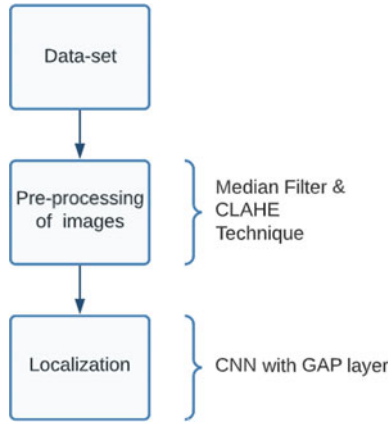 Data-set
Pre-processing
of images
Median Filter &
CLAHE
Technique
Localization
CNN with GAP layer